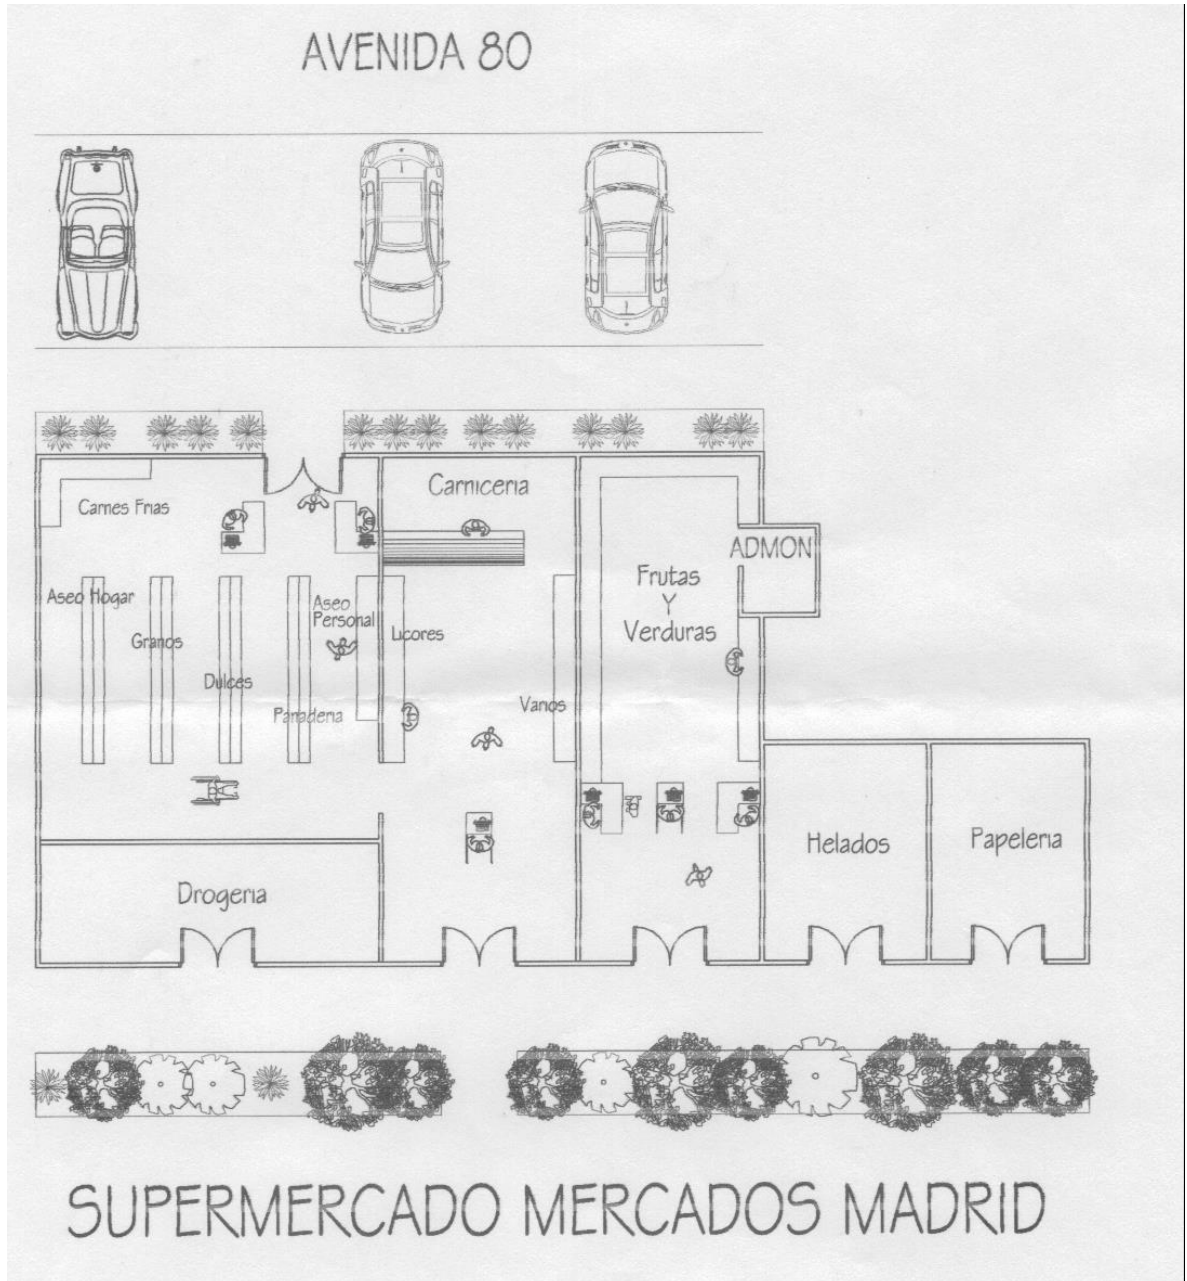 AVENIDA 80
Carnes Frias
Carniceria
ADMON
Frutas
Y
Verduras
Aseo Hogar
Aseo
Personal
Granos
Licores
Dulces
Panaderia
Varios
Helados
Papeleria
Drogeria
SUPERMERCADO MERCADOS MADRID